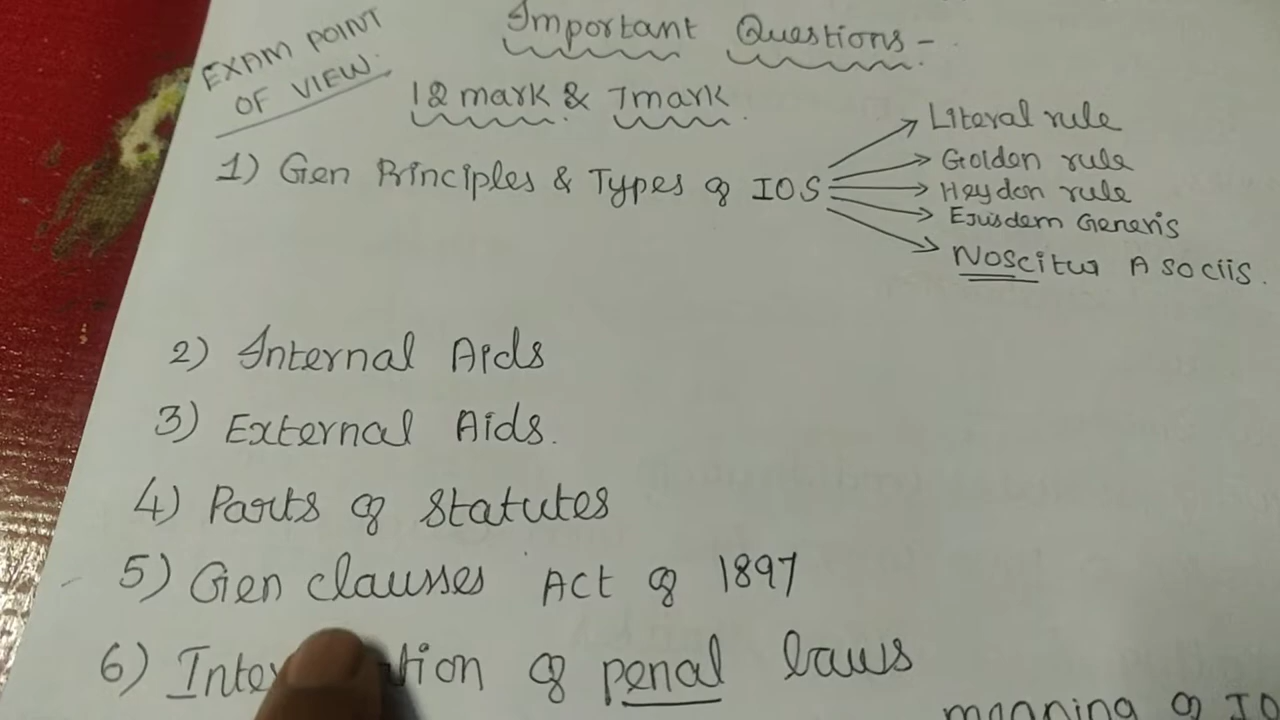 EXAM POINT
OF VIEW.
Important Questions-
12 mark & 7mark
1) Gen Principles & Types of IOS
Literal rule
Golden rule
Heydon rule
Ejusdem Generis
Noscitur A sociis.
2) Internal Aids
3) External Aids.
4) Parts of Statutes
5) Gen clauses Act of 1897
6) of penal laws
meaning of